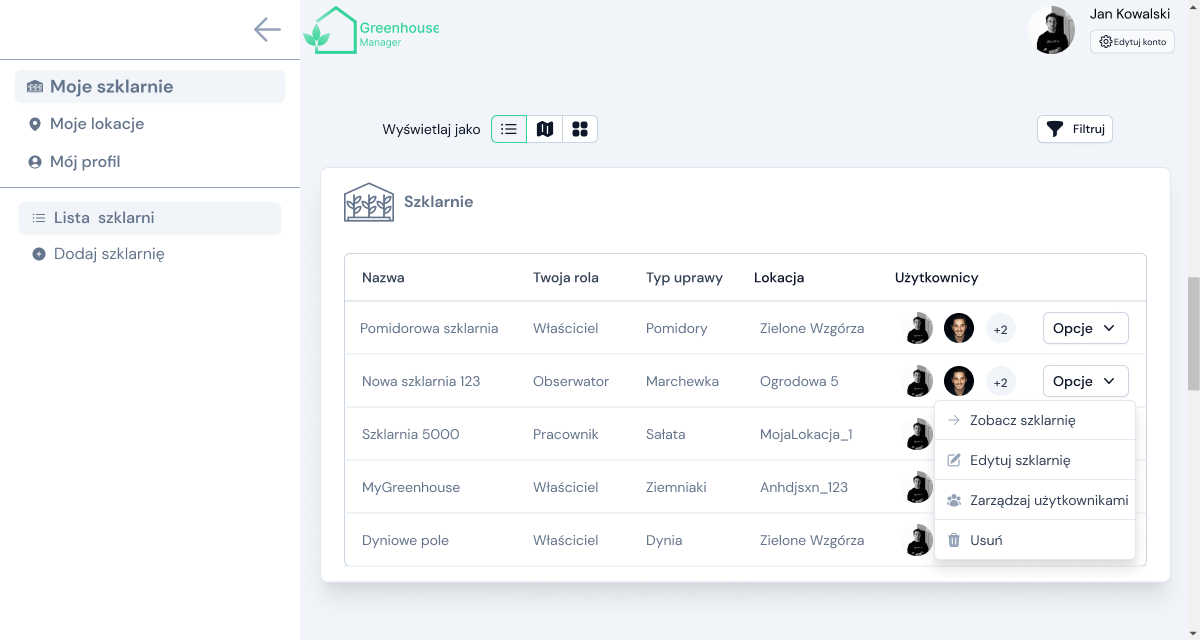 Greenhouse
Manager
Jan Kowalski
Edytuj konto
Moje szklarnie
Moje lokacje
Mój profil
Lista szklarni
Dodaj szklarnię
Wyświetlaj jako
Filtruj
Szklarnie
Nazwa Twoja rola Typ uprawy Lokacja Użytkownicy
Pomidorowa szklarnia Właściciel Pomidory Zielone Wzgórza +2 Opcje
Nowa szklarnia 123 Obserwator Marchewka Ogrodowa 5 +2 Opcje
Szklarnia 5000 Pracownik Sałata MojaLokacja_1
MyGreenhouse Właściciel Ziemniaki Anhdjsxn_123
Dyniowe pole Właściciel Dynia Zielone Wzgórza
Zobacz szklarnię
Edytuj szklarnię
Zarządzaj użytkownikami
Usuń